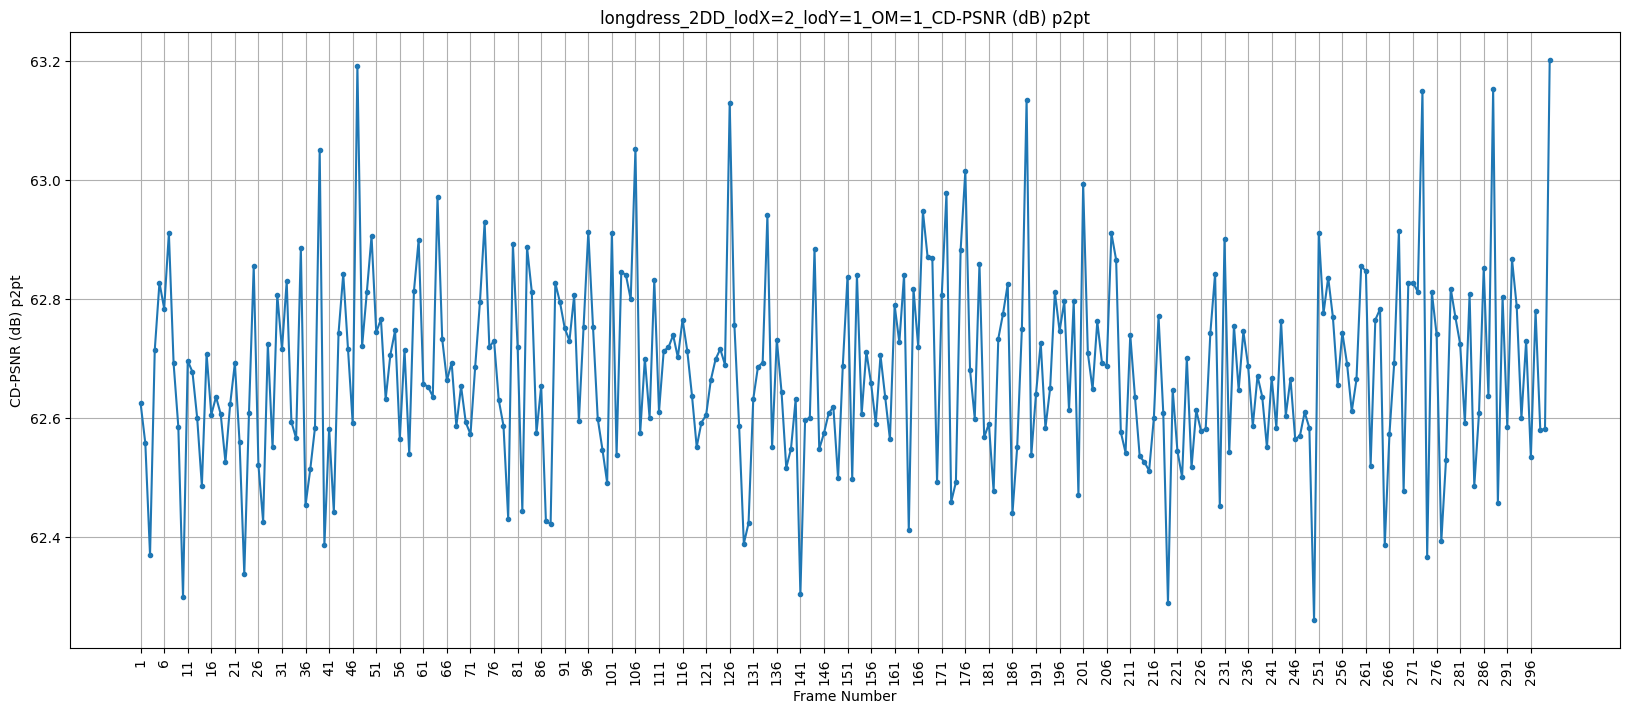 longdress_2DD_lodX=2_lodY=1_OM=1_CD-PSNR (dB) p2pt
CD-PSNR (dB) p2pt
63.2
63.0
62.8
62.6
62.4
1 6 11 16 21 26 31 36 41 46 51 56 61 66 71 76 81 86 91 96 101 106 111 116 121 126 131 136 141 146 151 156 161 166 171 176 181 186 191 196 201 206 211 216 221 226 231 236 241 246 251 256 261 266 271 276 281 286 291 296
Frame Number